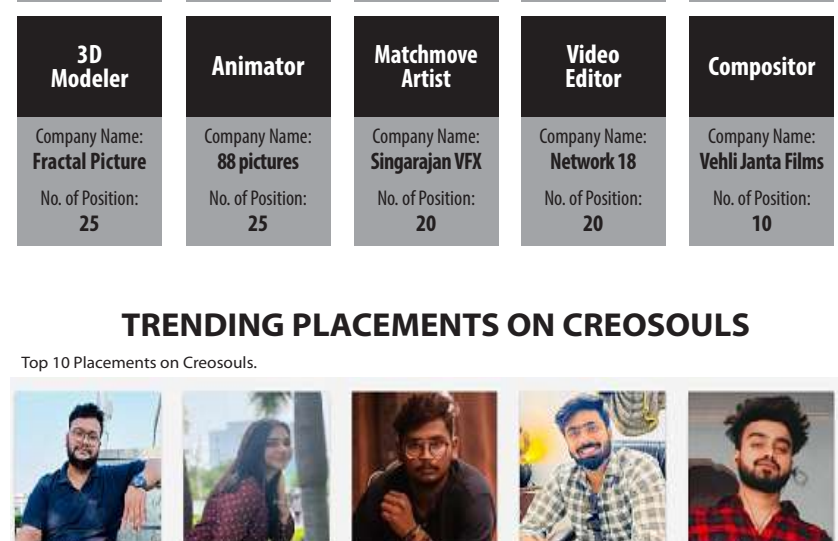 3D
Modeler
Animator
Matchmove
Artist
Video
Editor
Compositor
Company Name:
Fractal Picture
No. of Position:
25
Company Name:
88 pictures
No. of Position:
25
Company Name:
Singarajan VFX
No. of Position:
20
Company Name:
Network 18
No. of Position:
20
Company Name:
Vehli Janta Films
No. of Position:
10
TRENDING PLACEMENTS ON CREOSOULS
Top 10 Placements on Creosouls.